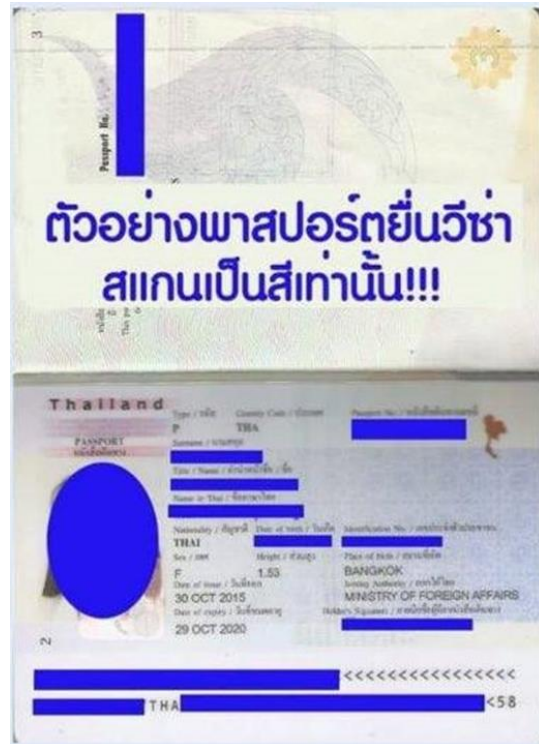 3
Passport No.
ตัวอย่างพาสปอร์ตยื่นวีซ่า
สแกนเป็นสีเท่านั้น!!!
Thailand
PASSPORT
หนังสือเดินทาง
Type / รหัส
Country Code / ประเทศ
Passport No. / หนังสือเดินทางเลขที่
P
THA
Surname / นามสกุล
Title / Name / คำนำหน้าชื่อ / ชื่อ
Name in Thai / ชื่อภาษาไทย
Nationality / สัญชาติ
Date of birth / วันเกิด
Identification No. / เลขประจำตัวประชาชน
THAI
Sex / เพศ
Height / ส่วนสูง
Place of birth / สถานที่เกิด
F
1.53
BANGKOK
Date of issue / วันที่ออก
Issuing Authority / ออกให้โดย
30 OCT 2015
MINISTRY OF FOREIGN AFFAIRS
Date of expiry / วันที่หมดอายุ
Holder's Signature / ลายมือชื่อผู้ถือหนังสือเดินทาง
29 OCT 2020
2
<<<<<<<<<<<<<<<<<
THA
<58